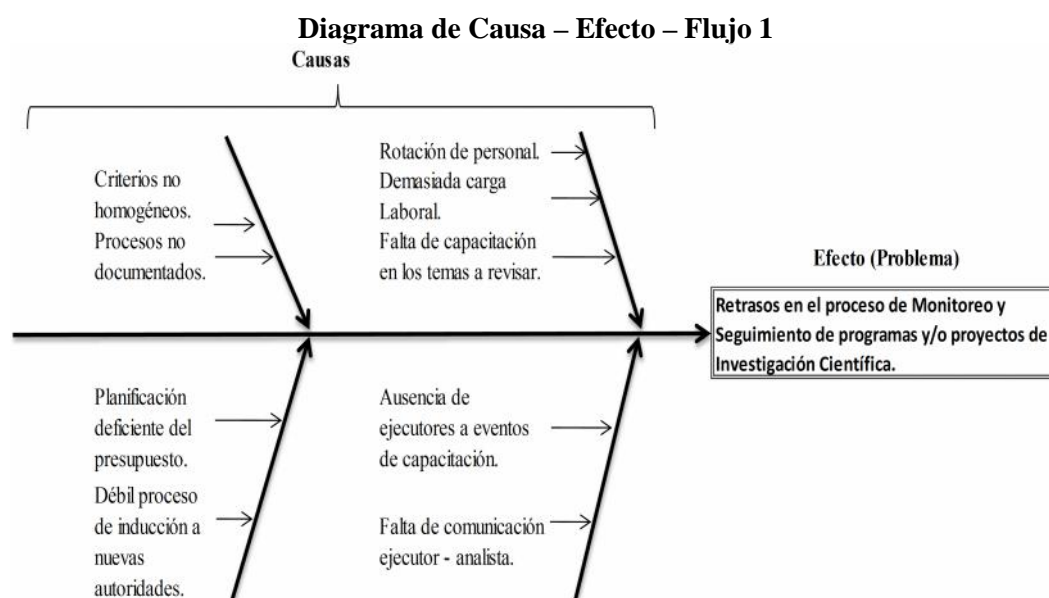 Diagrama de Causa – Efecto – Flujo 1
Causas
Criterios no
homogéneos.
Procesos no
documentados.
Rotación de personal.
Demasiada carga
Laboral.
Falta de capacitación
en los temas a revisar.
Efecto (Problema)
Retrasos en el proceso de Monitoreo y
Seguimiento de programas y/o proyectos de
Investigación Científica.
Planificación
deficiente del
presupuesto.
Débil proceso
de inducción a
nuevas
autoridades.
Ausencia de
ejecutores a eventos
de capacitación.
Falta de comunicación
ejecutor - analista.